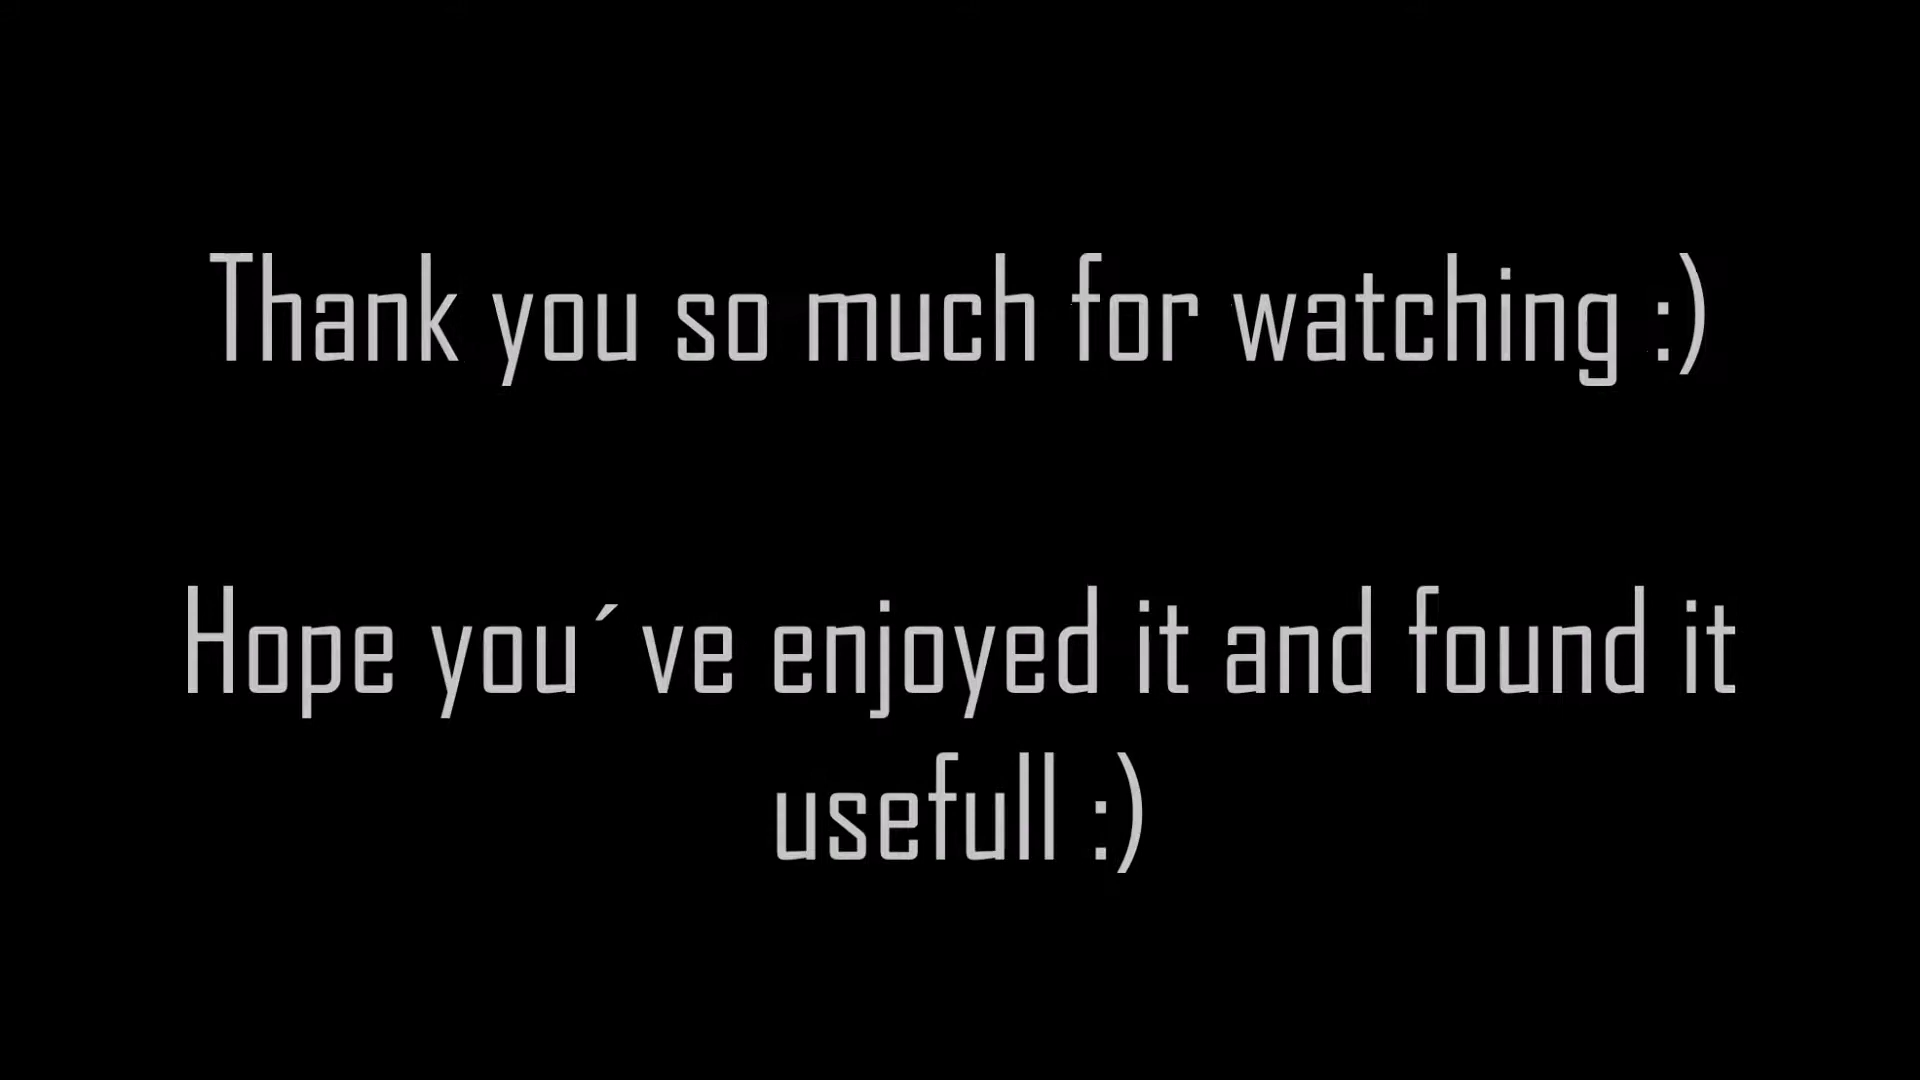 Thank you so much for watching :)
Hope you´ve enjoyed it and found it
usefull :)